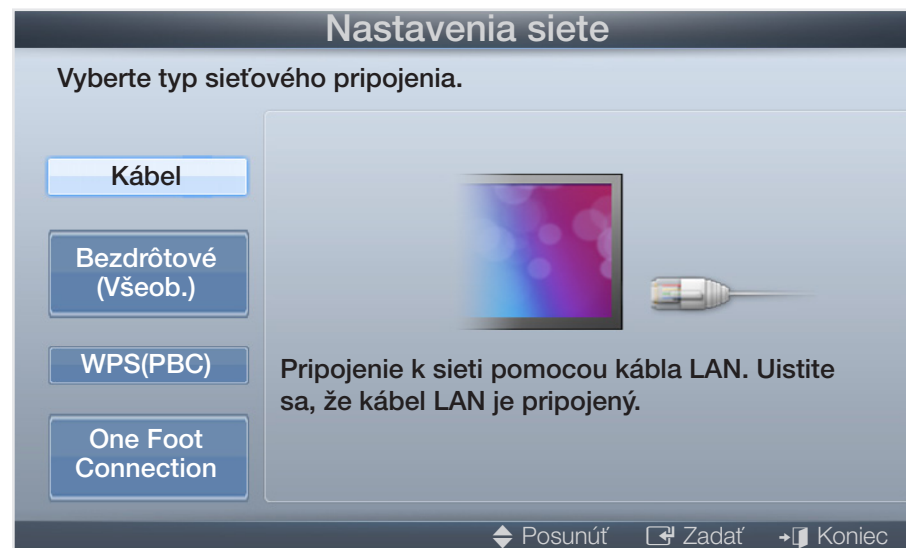 Nastavenia siete
Vyberte typ sieťového pripojenia.
Kábel
Bezdrôtové
(Všeob.)
WPS(PBC)
One Foot
Connection
Pripojenie k sieti pomocou kábla LAN. Uistite
sa, že kábel LAN je pripojený.
Posunúť Zadať Koniec